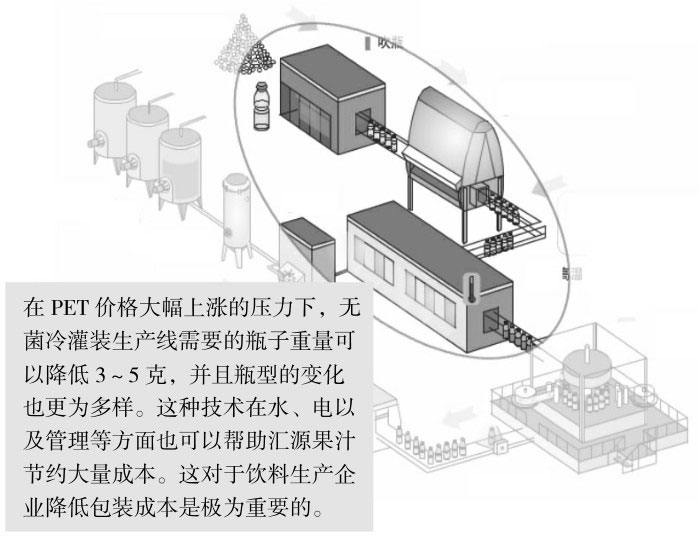 吹瓶
在 PET 价格大幅上涨的压力下，无
菌冷灌装生产线需要的瓶子重量可
以降低 3 ~ 5 克，并且瓶型的变化
也更为多样。这种技术在水、电以
及管理等方面也可以帮助汇源果汁
节约大量成本。这对于饮料生产企
业降低包装成本是极为重要的。